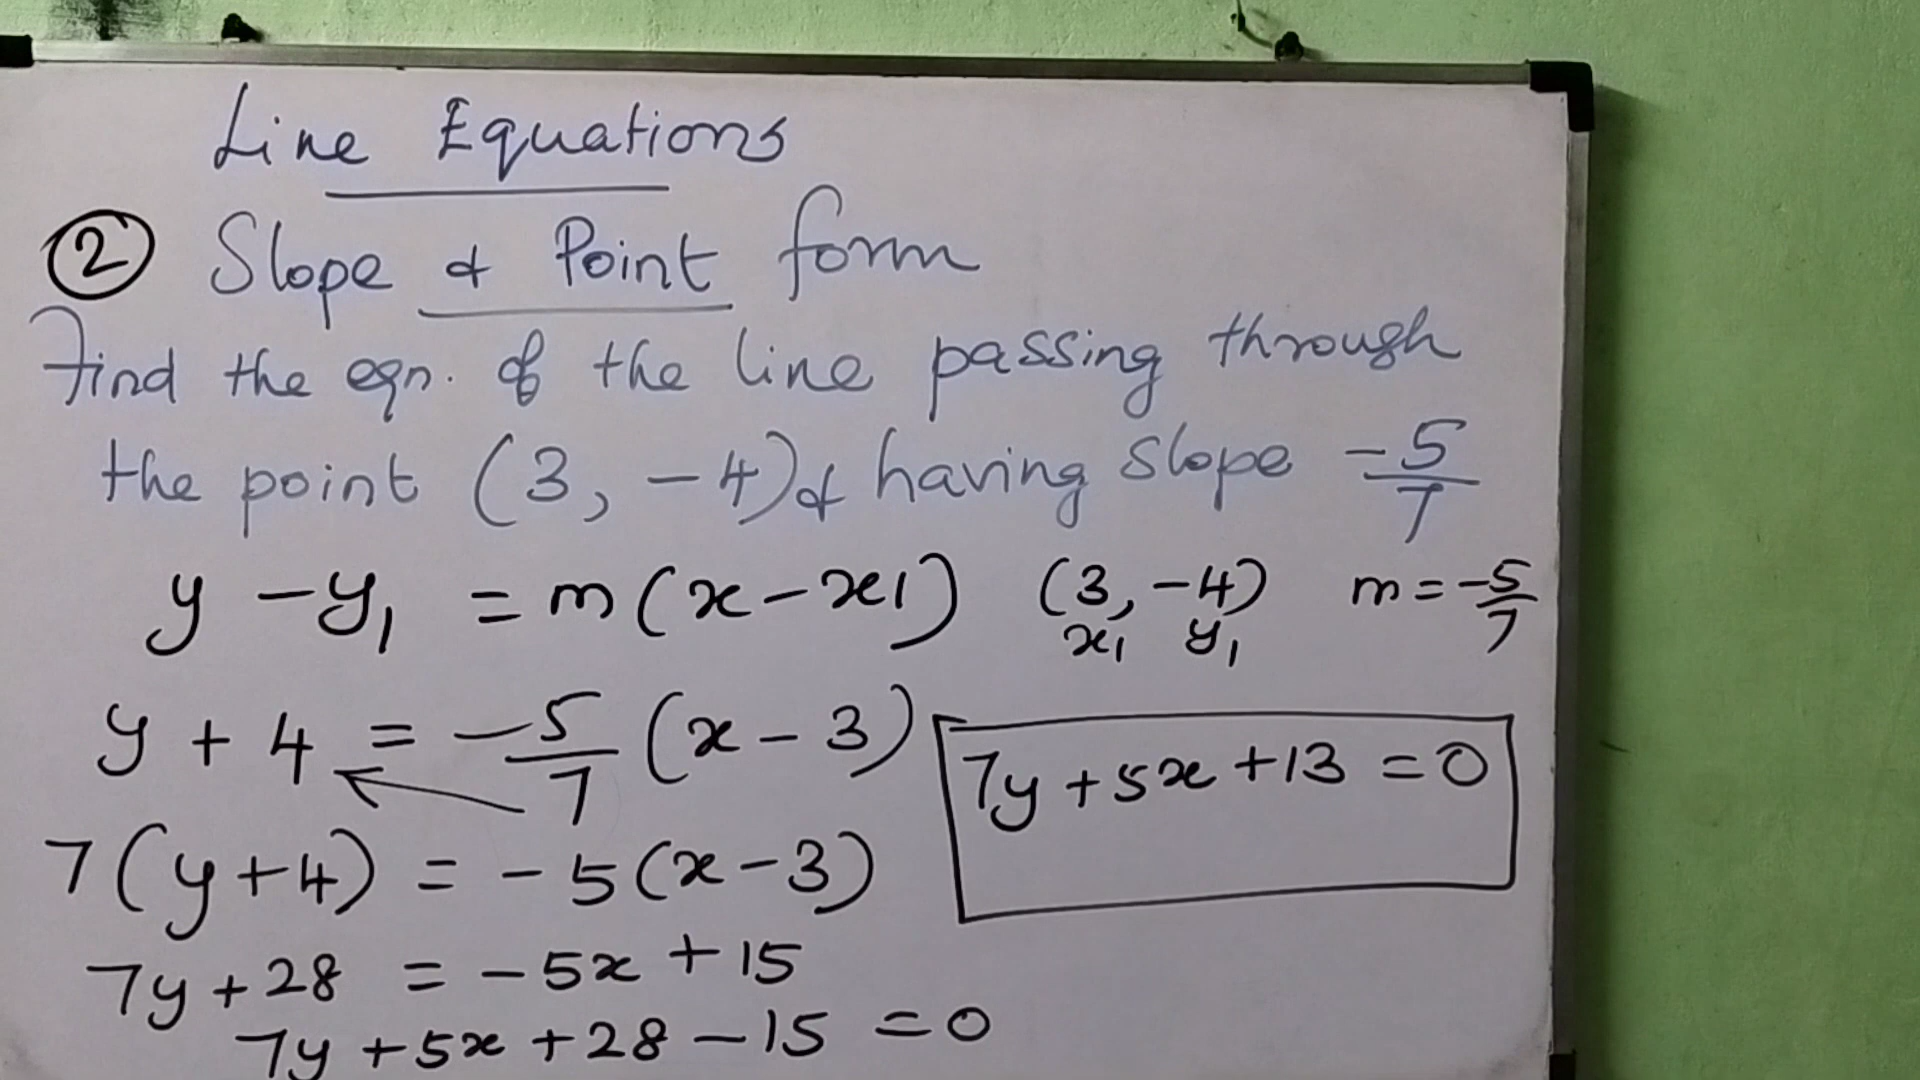 Line Equations
② Slope & Point form
Find the eqn. of the line passing through
the point (3, -4) & having slope -5/7
y - y₁ = m(x - x₁) (3, -4) m = -5/7
x₁ y₁
y + 4 = -5/7 (x - 3)
7y + 5x + 13 = 0
7(y + 4) = -5(x - 3)
7y + 28 = -5x + 15
7y + 5x + 28 - 15 = 0